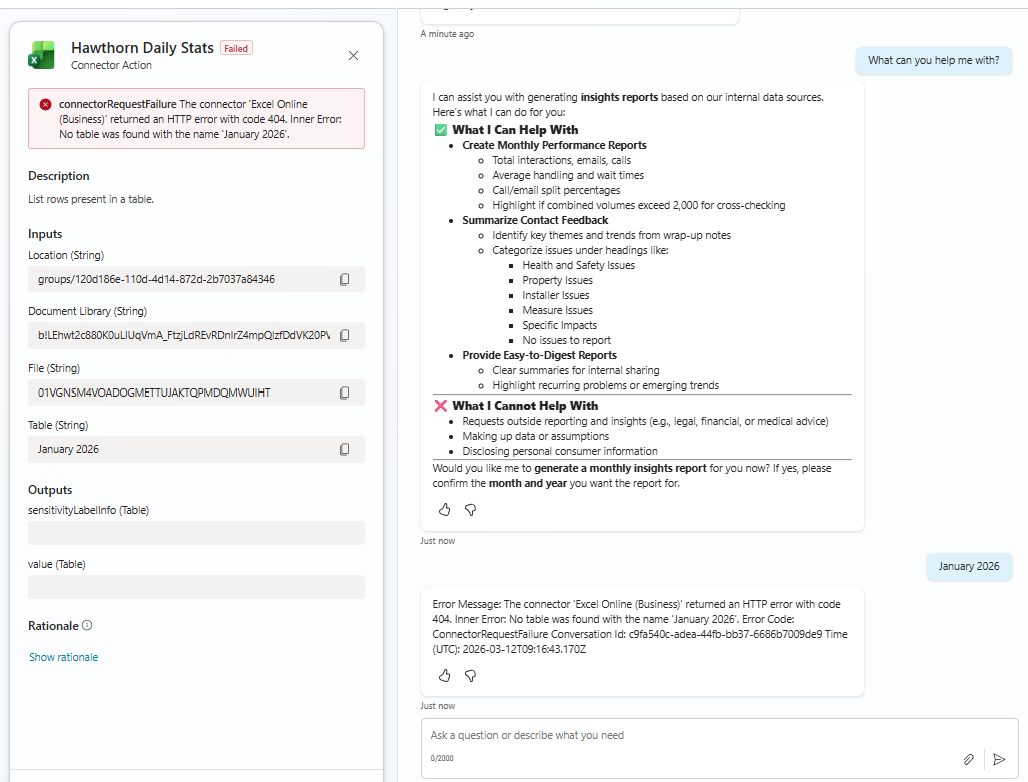 Hawthorn Daily Stats Failed
Connector Action
connectorRequestFailure The connector 'Excel Online
(Business)' returned an HTTP error with code 404. Inner Error:
No table was found with the name 'January 2026'.
Description
List rows present in a table.
Inputs
Location (String)
groups/120d186e-110d-4d14-872d-2b7037a84346
Document Library (String)
File (String)
01VGNSM4VOADOGMETTUJAKTQPMDQMWUIHT
Table (String)
January 2026
Outputs
sensitivityLabelInfo (Table)
value (Table)
Rationale
Show rationale
A minute ago
What can you help me with?
I can assist you with generating insights reports based on our internal data sources.
Here's what I can do for you:
What I Can Help With
Create Monthly Performance Reports
Total interactions, emails, calls
Average handling and wait times
Call/email split percentages
Highlight if combined volumes exceed 2,000 for cross-checking
Summarize Contact Feedback
Identify key themes and trends from wrap-up notes
Categorize issues under headings like:
Health and Safety Issues
Property Issues
Installer Issues
Measure Issues
Specific Impacts
No issues to report
Provide Easy-to-Digest Reports
Clear summaries for internal sharing
Highlight recurring problems or emerging trends
What I Cannot Help With
Requests outside reporting and insights (e.g., legal, financial, or medical advice)
Making up data or assumptions
Disclosing personal consumer information
Would you like me to generate a monthly insights report for you now? If yes, please
confirm the month and year you want the report for.
Just now
January 2026
Error Message: The connector 'Excel Online (Business)' returned an HTTP error with code
404. Inner Error: No table was found with the name 'January 2026'. Error Code:
ConnectorRequestFailure Conversation Id: c9fa540c-adea-44fb-bb37-6686b7009de9 Time
(UTC): 2026-03-12T09:16:43.170Z
Just now
Ask a question or describe what you need
0/2000